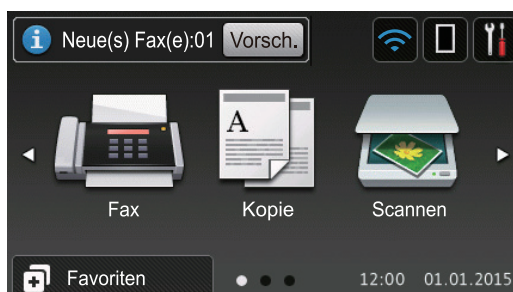 Neue(s) Fax(e):01 Vorsch.
A
Fax Kopie Scannen
Favoriten 12:00 01.01.2015